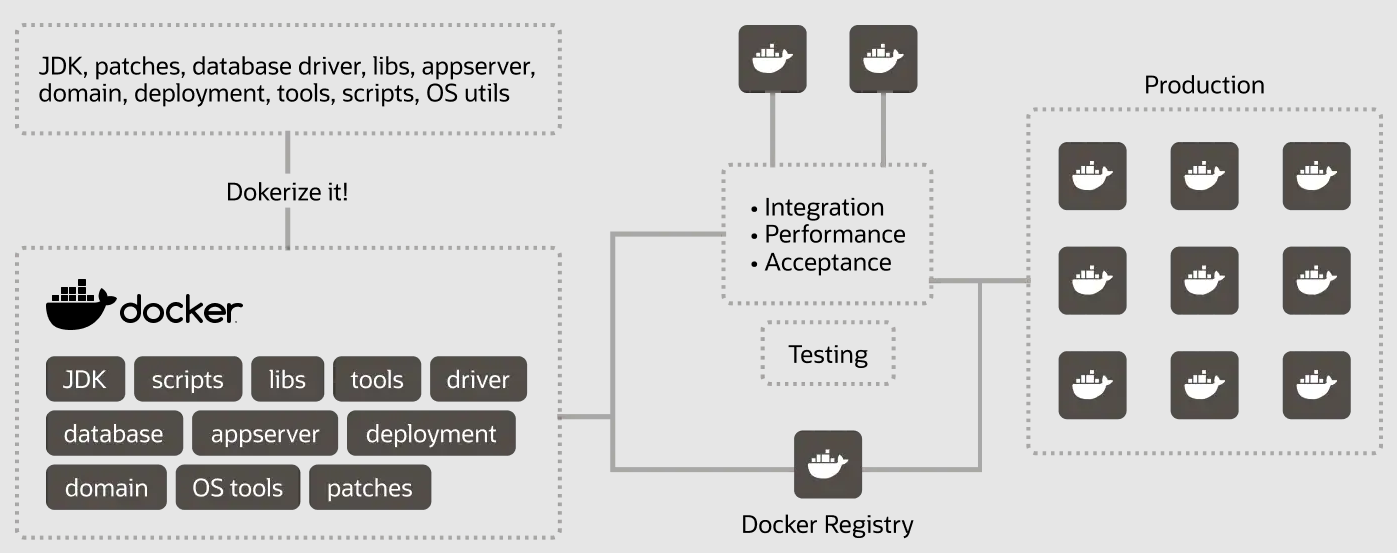 JDK, patches, database driver, libs, appserver,
domain, deployment, tools, scripts, OS utils
Dokerize it!
docker
JDK scripts libs tools driver
database appserver deployment
domain OS tools patches
• Integration
• Performance
• Acceptance
Testing
Docker Registry
Production